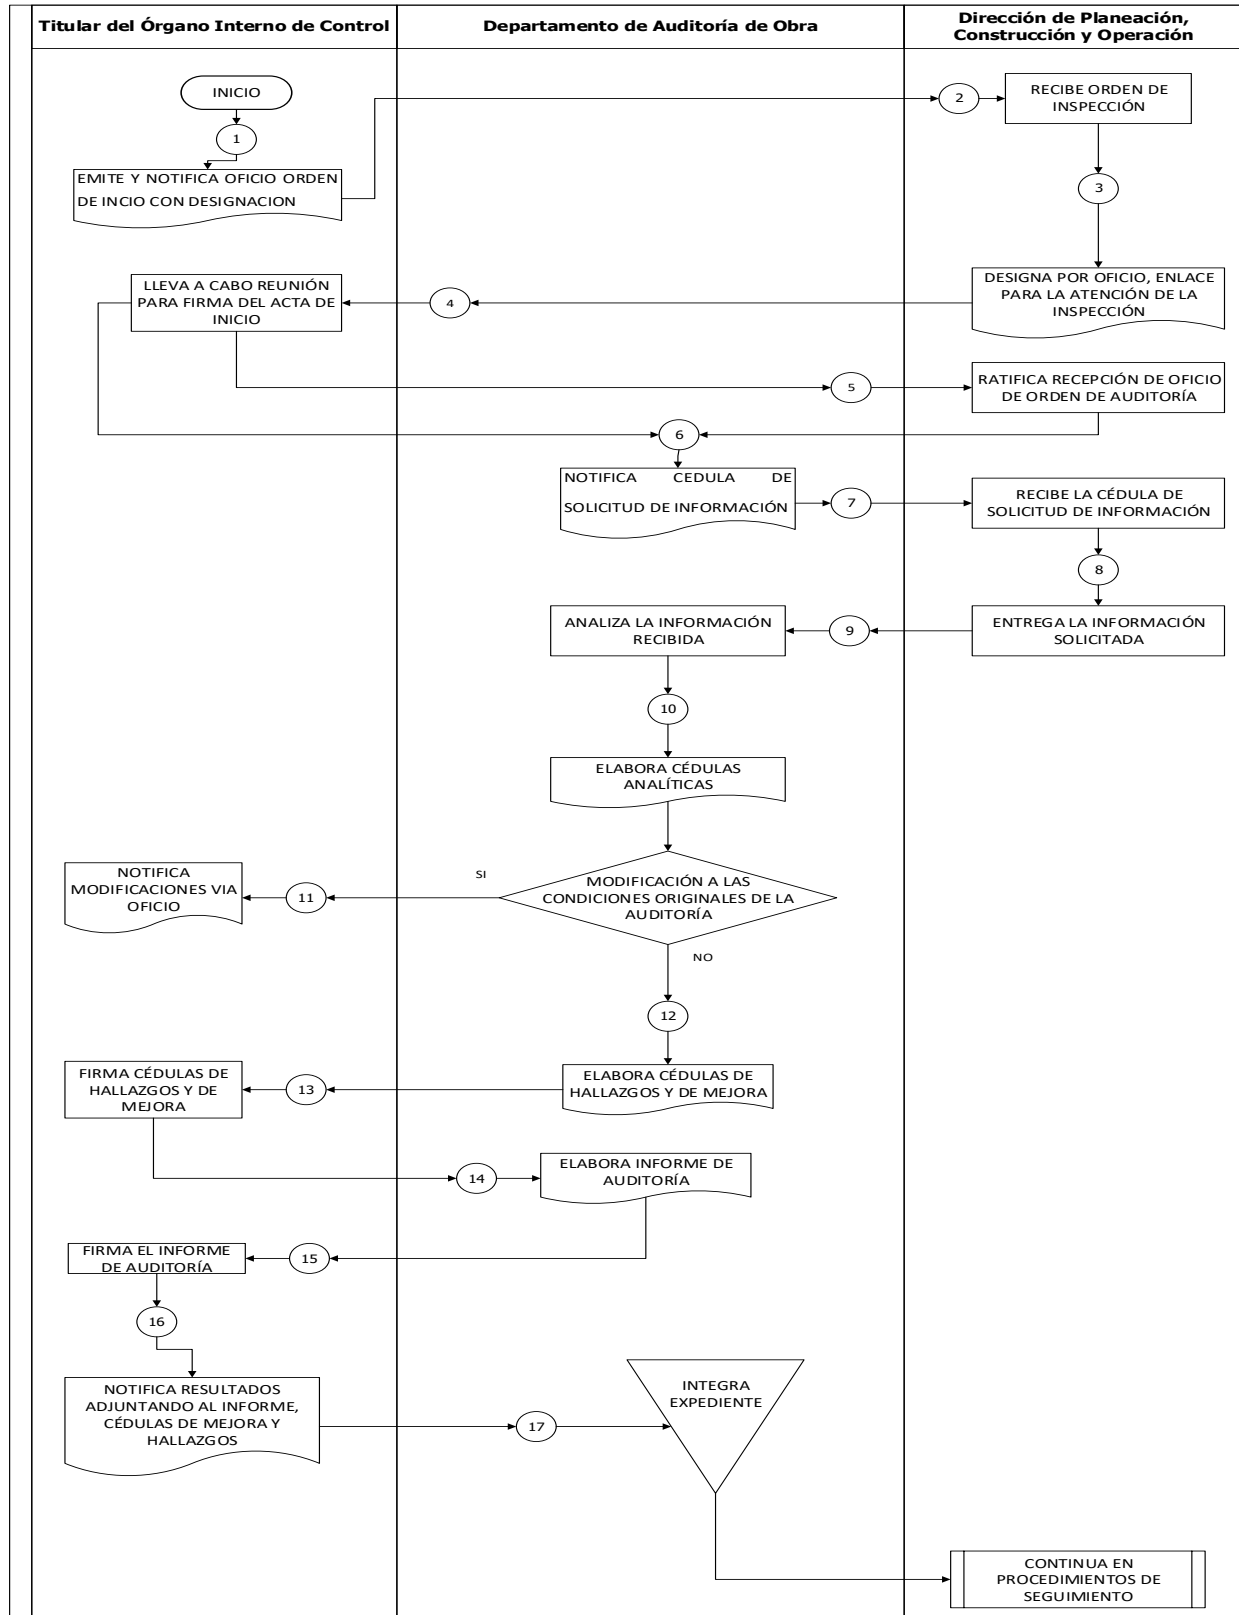 Titular del Órgano Interno de Control
Departamento de Auditoría de Obra
Dirección de Planeación,
Construcción y Operación
INICIO
1
EMITE Y NOTIFICA OFICIO ORDEN
DE INCIO CON DESIGNACION
2
RECIBE ORDEN DE
INSPECCIÓN
3
DESIGNA POR OFICIO, ENLACE
PARA LA ATENCIÓN DE LA
INSPECCIÓN
4
LLEVA A CABO REUNIÓN
PARA FIRMA DEL ACTA DE
INICIO
5
RATIFICA RECEPCIÓN DE OFICIO
DE ORDEN DE AUDITORÍA
6
NOTIFICA CEDULA DE
SOLICITUD DE INFORMACIÓN
7
RECIBE LA CÉDULA DE
SOLICITUD DE INFORMACIÓN
8
ENTREGA LA INFORMACIÓN
SOLICITADA
9
ANALIZA LA INFORMACIÓN
RECIBIDA
10
ELABORA CÉDULAS
ANALÍTICAS
MODIFICACIÓN A LAS
CONDICIONES ORIGINALES DE LA
AUDITORÍA
SI
11
NOTIFICA
MODIFICACIONES VIA
OFICIO
NO
12
ELABORA CÉDULAS DE
HALLAZGOS Y DE MEJORA
13
FIRMA CÉDULAS DE
HALLAZGOS Y DE
MEJORA
14
ELABORA INFORME DE
AUDITORÍA
15
FIRMA EL INFORME
DE AUDITORÍA
16
NOTIFICA RESULTADOS
ADJUNTANDO AL INFORME,
CÉDULAS DE MEJORA Y
HALLAZGOS
17
INTEGRA
EXPEDIENTE
CONTINUA EN
PROCEDIMIENTOS DE
SEGUIMIENTO